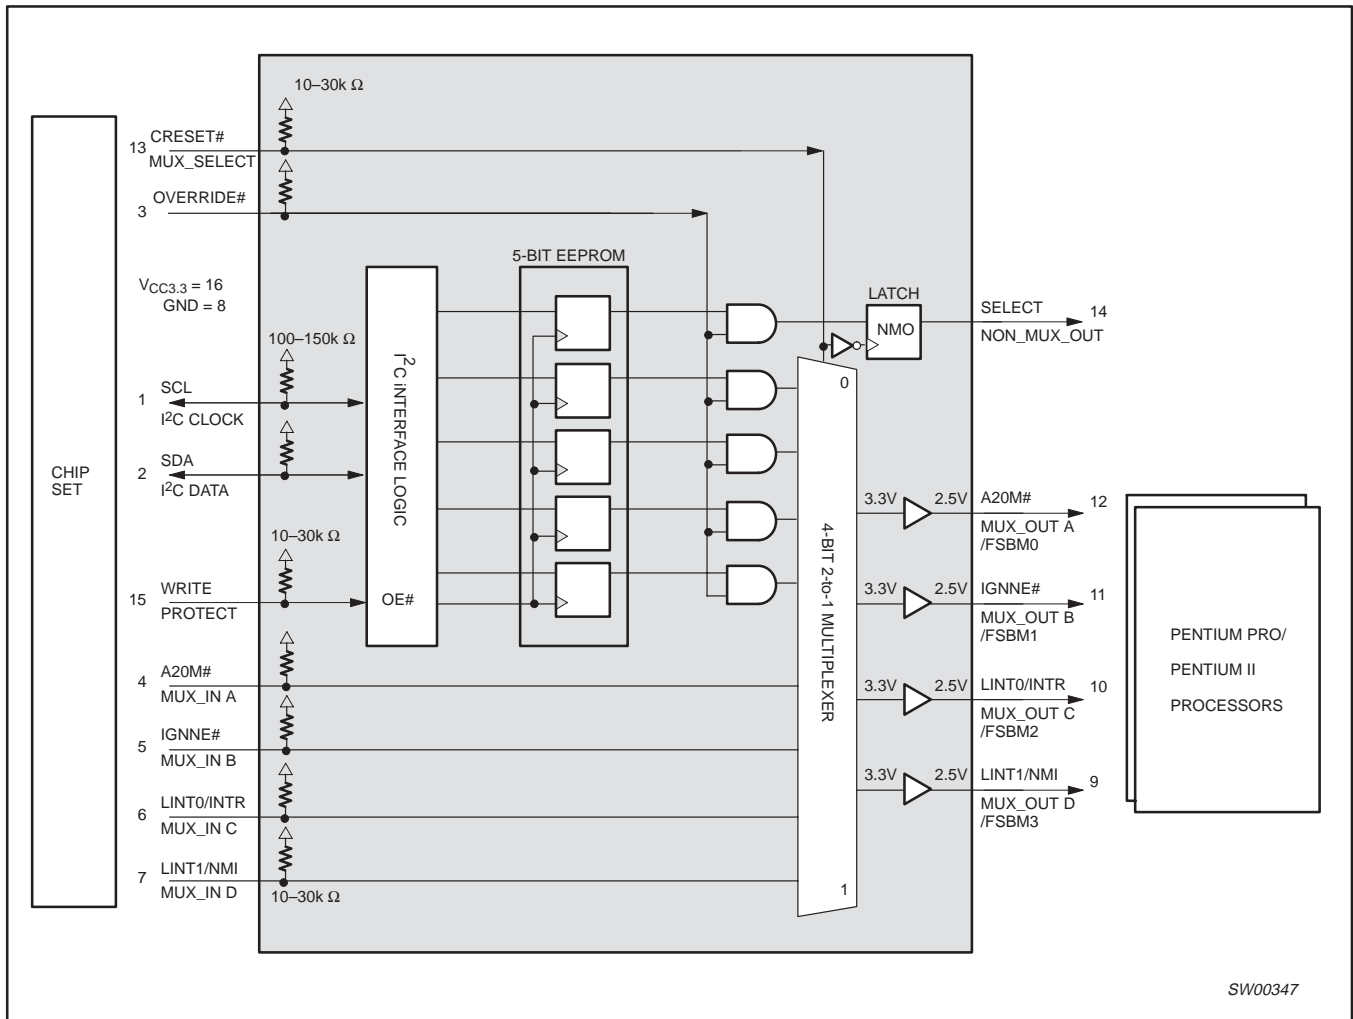 10–30k Ω
13 CRESET#
MUX_SELECT
3 OVERRIDE#
VCC3.3 = 16
GND = 8
5-BIT EEPROM
LATCH
NMO
SELECT 14
NON_MUX_OUT
100–150k Ω
1 SCL
I2C CLOCK
2 SDA
I2C DATA
CHIP
SET
I2C iNTERFACE LOGIC
OE#
10–30k Ω
15 WRITE
PROTECT
4 A20M#
MUX_IN A
5 IGNNE#
MUX_IN B
6 LINT0/INTR
MUX_IN C
7 LINT1/NMI
MUX_IN D
10–30k Ω
0
4-BIT 2-to-1 MULTIPLEXER
1
3.3V 2.5V A20M# 12
MUX_OUT A
/FSBM0
3.3V 2.5V IGNNE# 11
MUX_OUT B
/FSBM1
3.3V 2.5V LINT0/INTR 10
MUX_OUT C
/FSBM2
3.3V 2.5V LINT1/NMI 9
MUX_OUT D
/FSBM3
PENTIUM PRO/
PENTIUM II
PROCESSORS
SW00347